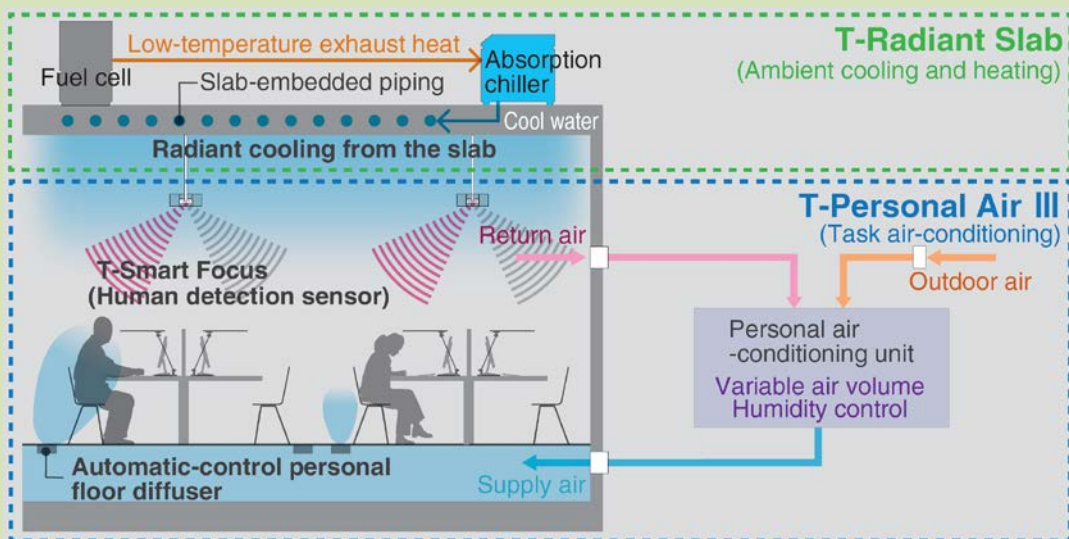 T-Radiant Slab
(Ambient cooling and heating)
Low-temperature exhaust heat
Fuel cell
Absorption
chiller
Slab-embedded piping
Cool water
Radiant cooling from the slab
T-Personal Air III
(Task air-conditioning)
Return air
Outdoor air
T-Smart Focus
(Human detection sensor)
Personal air
-conditioning unit
Variable air volume
Humidity control
Automatic-control personal
floor diffuser
Supply air